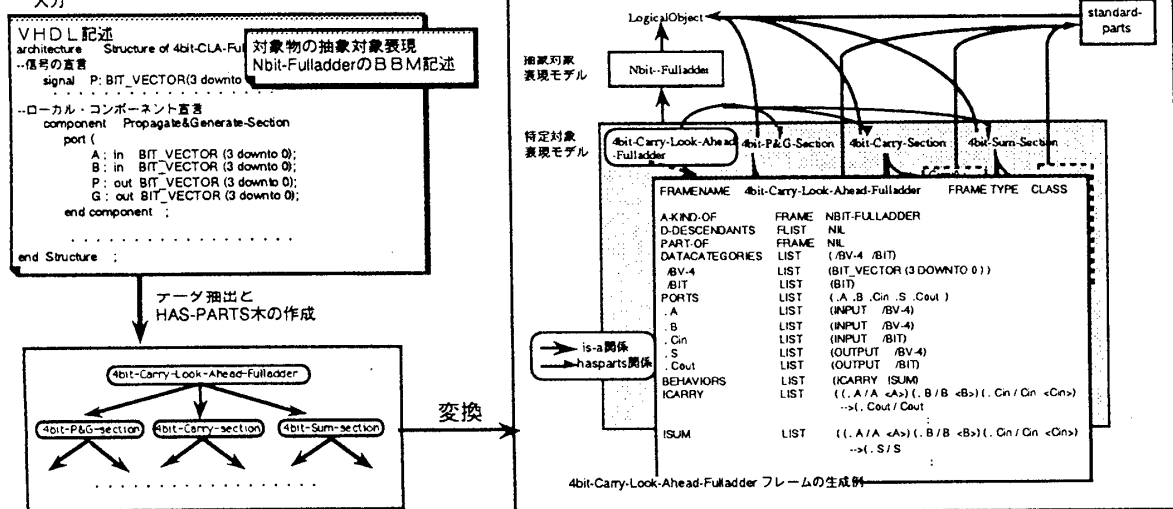 入力
VHDL記述
architecture Structure of 4bit-CLA-Ful
--信号の宣言
signal P: BIT_VECTOR(3 downto
. . . . . . . . . . . . . . . . . . .
--ローカル・コンポーネント宣言
component Propagate&Generate-Section
port (
A : in BIT_VECTOR (3 downto 0);
B : in BIT_VECTOR (3 downto 0);
P : out BIT_VECTOR (3 downto 0);
G : out BIT_VECTOR (3 downto 0);
end component ;
. . . . . . . . . . . . . . . . . . .
end Structure ;
対象物の抽象対象表現
Nbit-FulladderのBBM記述
データ抽出と
HAS-PARTS木の作成
4bit-Carry-Look-Ahead-Fulladder
4bit-P&G-section 4bit-Carry-section 4bit-Sum-section
. . . . . . . . . . . . . . . . . . .
変換
LogicalObject
standard-
parts
抽象対象
表現モデル
Nbit--Fulladder
特定対象
表現モデル
4bit-Carry-Look-Ahead
-Fulladder
4bit-P&G-Section 4bit-Carry-Section 4bit-Sum-Section
FRAMENAME 4bit-Carry-Look-Ahead-Fulladder FRAME TYPE CLASS
A-KIND-OF FRAME NBIT-FULLADDER
D-DESCENDANTS FLIST NIL
PART-OF FRAME NIL
DATACATEGORIES LIST ( /BV-4 /BIT)
/BV-4 LIST (BIT_VECTOR (3 DOWNTO 0 ) )
/BIT LIST (BIT)
PORTS LIST ( .A .B .Cin .S .Cout )
. A LIST (INPUT /BV-4)
. B LIST (INPUT /BV-4)
. Cin LIST (INPUT /BIT)
. S LIST (OUTPUT /BV-4)
. Cout LIST (OUTPUT /BIT)
BEHAVIORS LIST (ICARRY ISUM)
ICARRY LIST ( ( . A / A <A>) ( . B / B <B>) ( . Cin / Cin <Cin>)
-->( . Cout / Cout
:
ISUM LIST ( ( . A / A <A>) ( . B / B <B>) ( . Cin / Cin <Cin>)
-->( . S / S
:
is-a関係
hasparts関係
4bit-Carry-Look-Ahead-Fulladder フレームの生成例